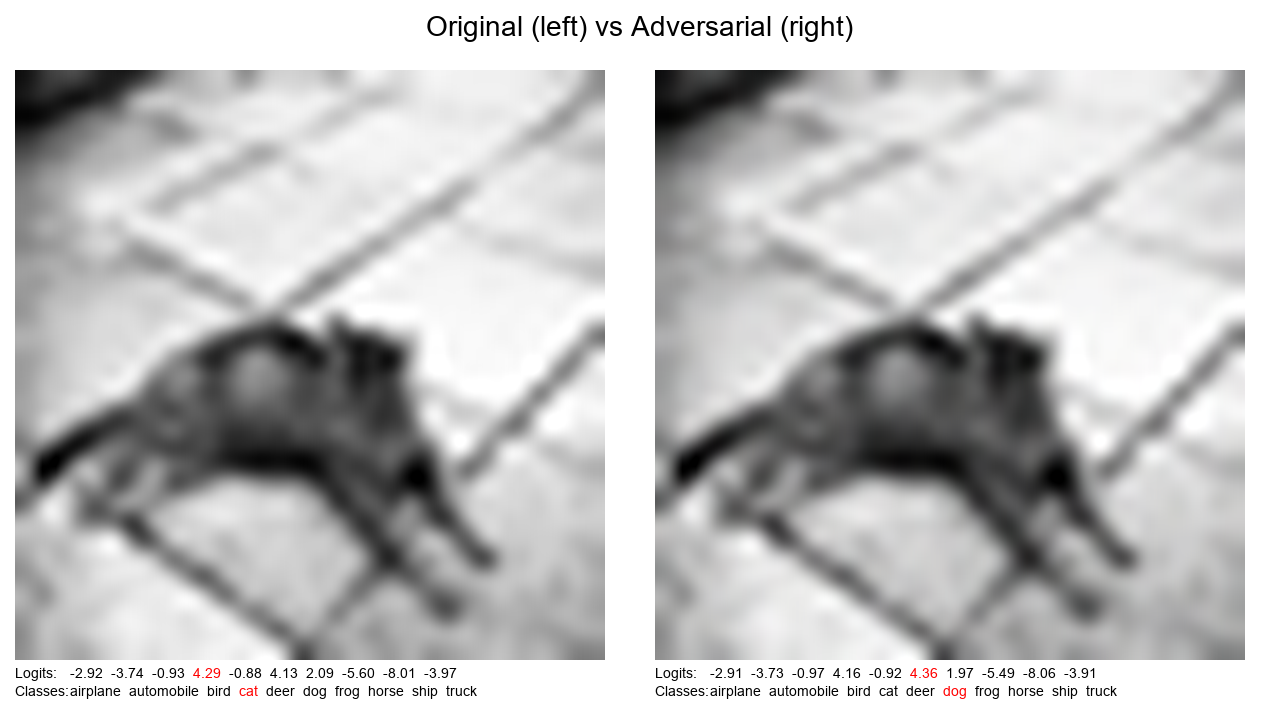 Original (left) vs Adversarial (right)
Logits: -2.92 -3.74 -0.93 4.29 -0.88 4.13 2.09 -5.60 -8.01 -3.97
Classes:airplane automobile bird cat deer dog frog horse ship truck
Logits: -2.91 -3.73 -0.97 4.16 -0.92 4.36 1.97 -5.49 -8.06 -3.91
Classes:airplane automobile bird cat deer dog frog horse ship truck